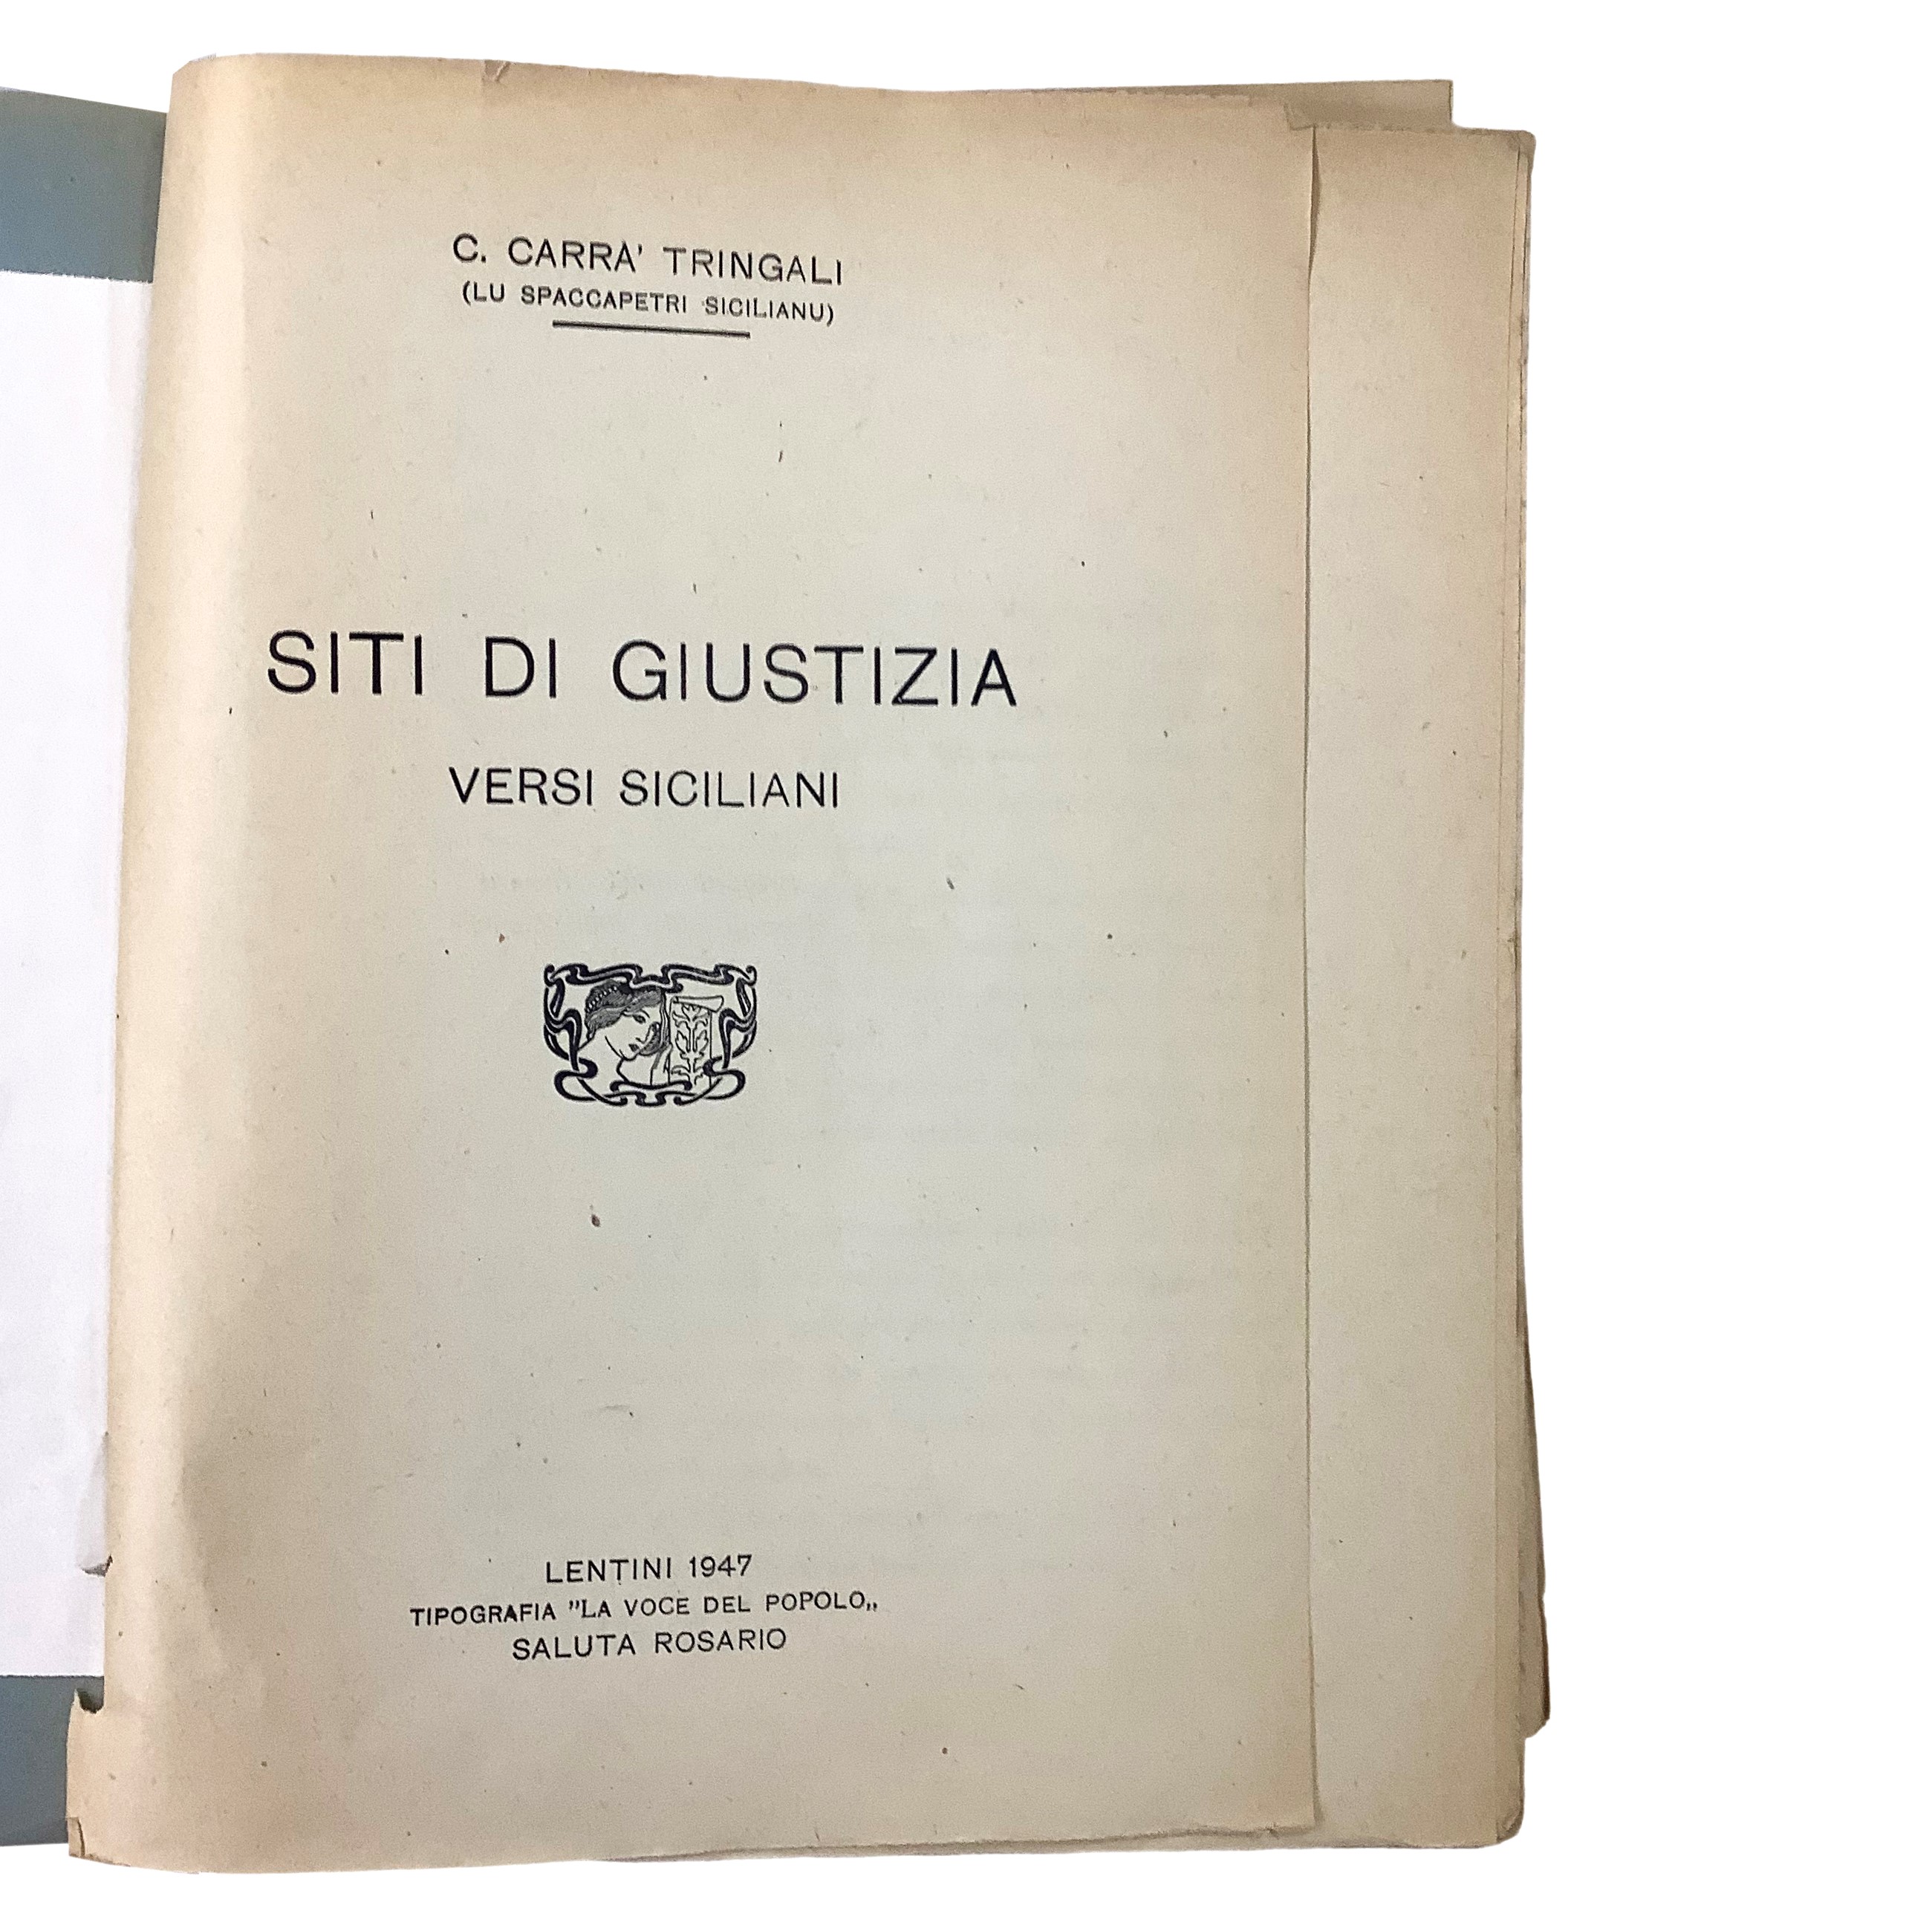 C. CARRA' TRINGALI
(LU SPACCAPETRI SICILIANU)
SITI DI GIUSTIZIA
VERSI SICILIANI
LENTINI 1947
TIPOGRAFIA "LA VOCE DEL POPOLO„
SALUTA ROSARIO